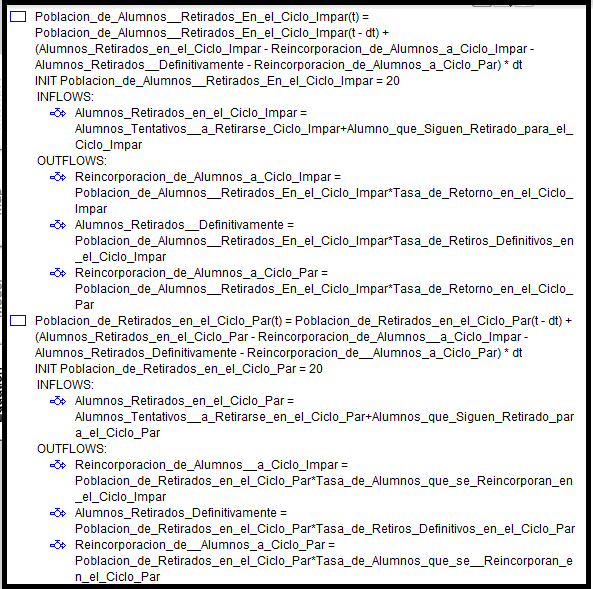 Poblacion_de_Alumnos__Retirados_En_el_Ciclo_Impar(t) =
Poblacion_de_Alumnos__Retirados_En_el_Ciclo_Impar(t - dt) +
(Alumnos_Retirados_en_el_Ciclo_Impar - Reincorporacion_de_Alumnos_a_Ciclo_Impar -
Alumnos_Retirados__Definitivamente - Reincorporacion_de_Alumnos_a_Ciclo_Par) * dt
INIT Poblacion_de_Alumnos__Retirados_En_el_Ciclo_Impar = 20
INFLOWS:
Alumnos_Retirados_en_el_Ciclo_Impar =
Alumnos_Tentativos__a_Retirarse_Ciclo_Impar+Alumno_que_Siguen_Retirado_para_el_
Ciclo_Impar
OUTFLOWS:
Reincorporacion_de_Alumnos_a_Ciclo_Impar =
Poblacion_de_Alumnos__Retirados_En_el_Ciclo_Impar*Tasa_de_Retorno_en_el_Ciclo_
Impar
Alumnos_Retirados__Definitivamente =
Poblacion_de_Alumnos__Retirados_En_el_Ciclo_Impar*Tasa_de_Retiros_Definitivos_en
_el_Ciclo_Impar
Reincorporacion_de_Alumnos_a_Ciclo_Par =
Poblacion_de_Alumnos__Retirados_En_el_Ciclo_Impar*Tasa_de_Retorno_en_el_Ciclo_
Par
Poblacion_de_Retirados_en_el_Ciclo_Par(t) = Poblacion_de_Retirados_en_el_Ciclo_Par(t - dt) +
(Alumnos_Retirados_en_el_Ciclo_Par - Reincorporacion_de_Alumnos__a_Ciclo_Impar -
Alumnos_Retirados_Definitivamente - Reincorporacion_de__Alumnos_a_Ciclo_Par) * dt
INIT Poblacion_de_Retirados_en_el_Ciclo_Par = 20
INFLOWS:
Alumnos_Retirados_en_el_Ciclo_Par =
Alumnos_Tentativos__a_Retirarse_en_el_Ciclo_Par+Alumnos_que_Siguen_Retirado_par
a_el_Ciclo_Par
OUTFLOWS:
Reincorporacion_de_Alumnos__a_Ciclo_Impar =
Poblacion_de_Retirados_en_el_Ciclo_Par*Tasa_de_Alumnos_que_se_Reincorporan_en
_el_Ciclo_Impar
Alumnos_Retirados_Definitivamente =
Poblacion_de_Retirados_en_el_Ciclo_Par*Tasa_de_Retiros_Definitivos_en_el_Ciclo_Par
Reincorporacion_de__Alumnos_a_Ciclo_Par =
Poblacion_de_Retirados_en_el_Ciclo_Par*Tasa_de_Alumnos_que_se__Reincorporan_e
n_el_Ciclo_Par